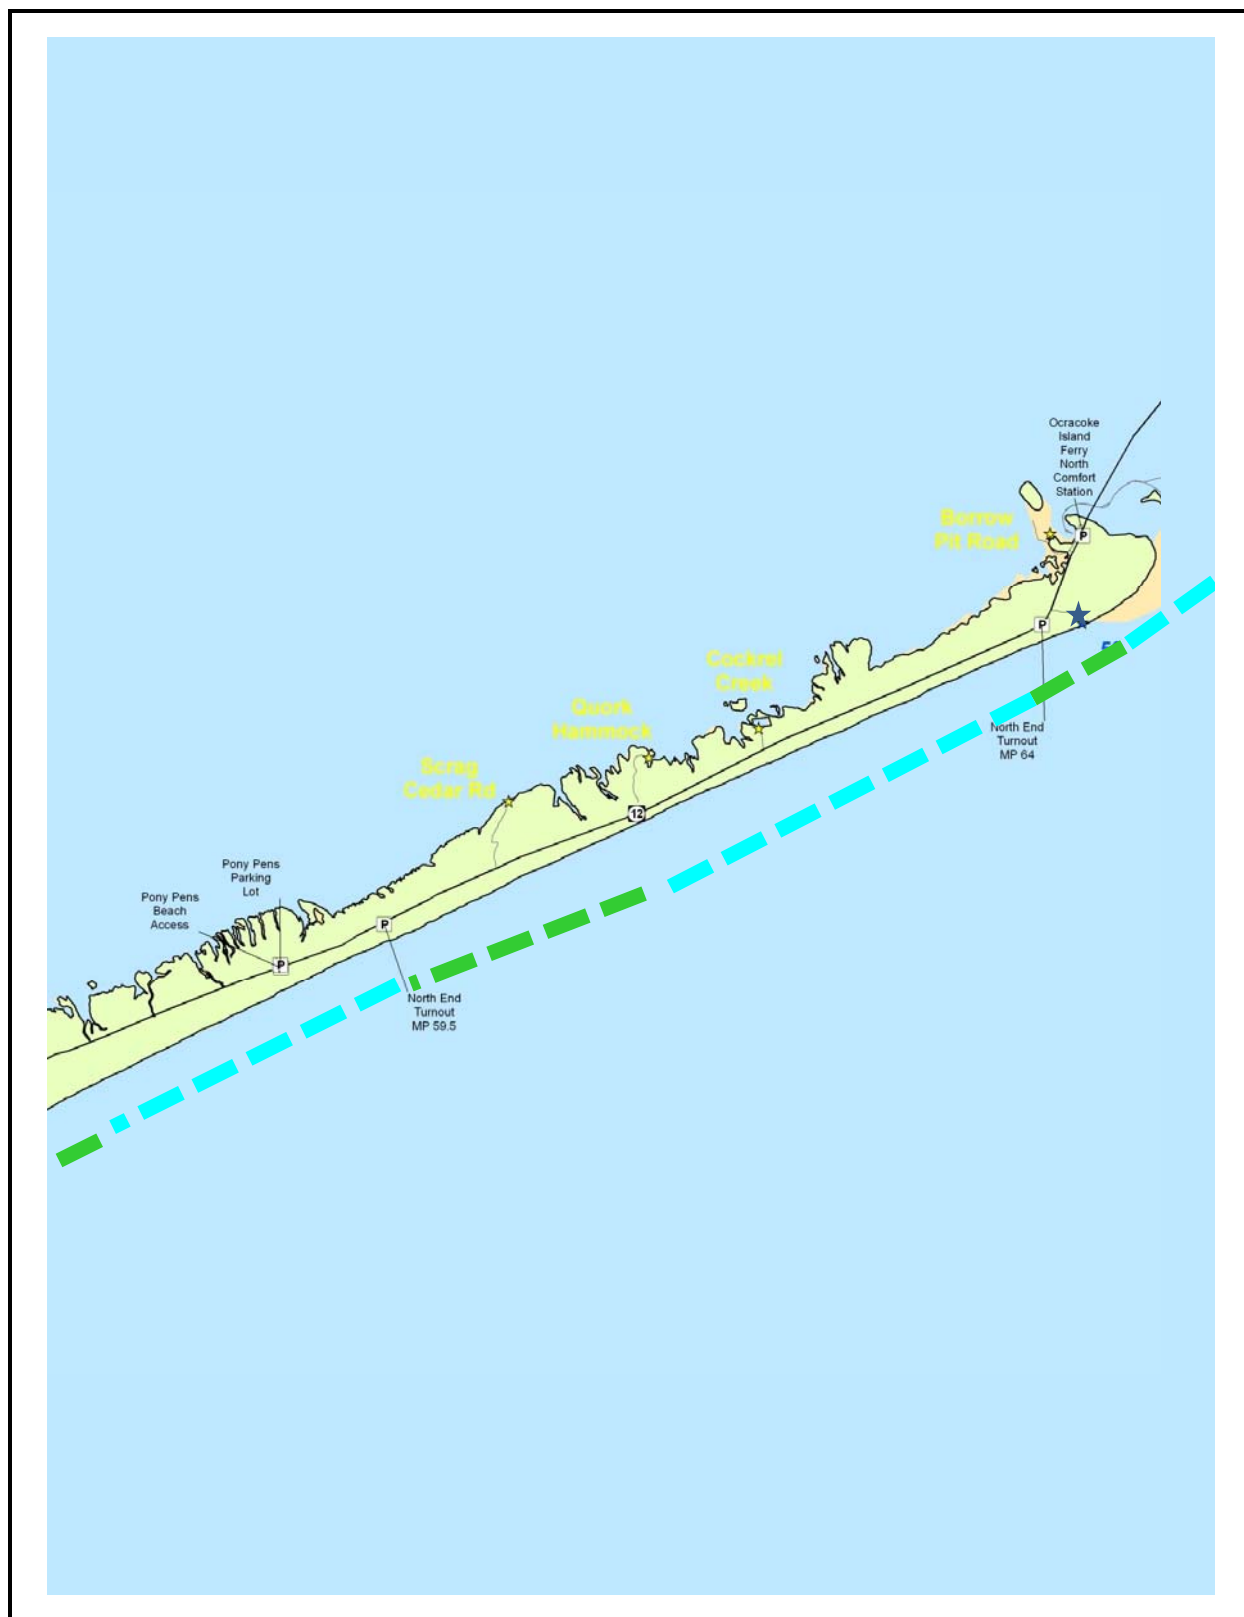 Ocracoke
Island
Ferry
North
Comfort
Station
Borrow
Pit Road
P
P
Cockrel
Creek
Quork
Hammock
North End
Turnout
MP 64
Scrag
Cedar Rd
12
Pony Pens
Parking
Lot
Pony Pens
Beach
Access
P
P
North End
Turnout
MP 59.5